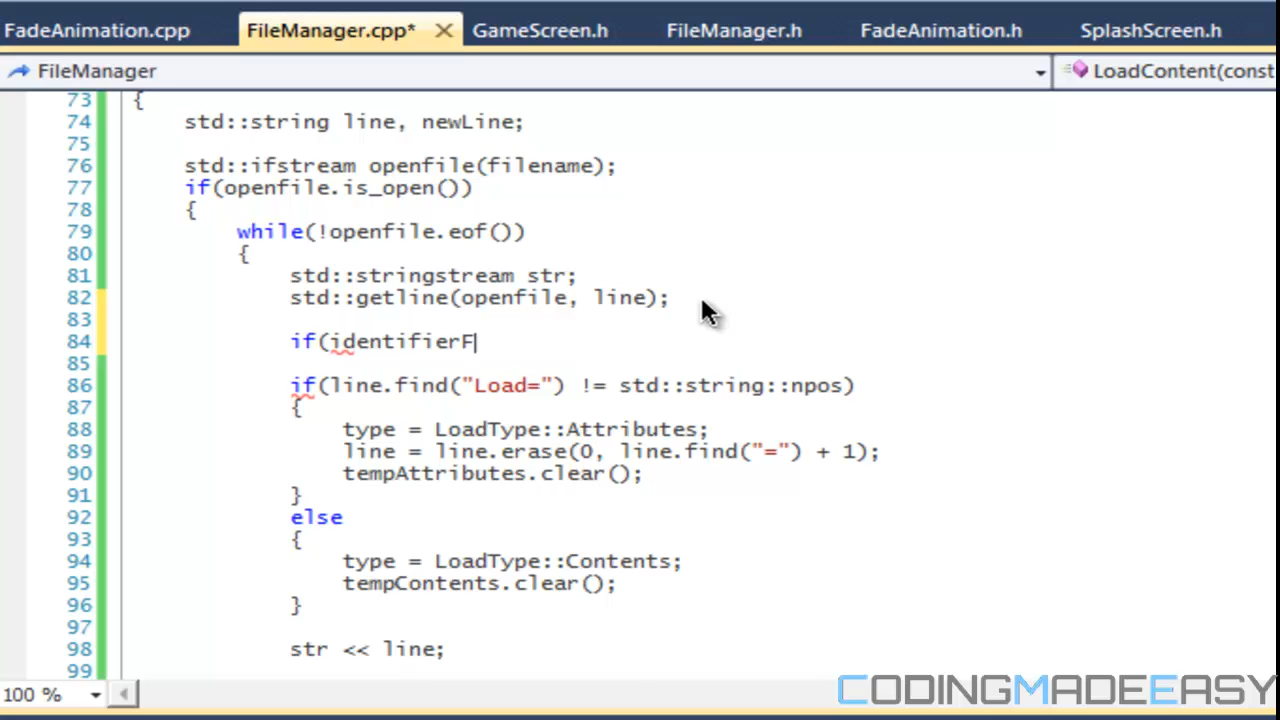 FadeAnimation.cpp FileManager.cpp* GameScreen.h FileManager.h FadeAnimation.h SplashScreen.h
FileManager LoadContent(const
73 {
74 std::string line, newLine;
75
76 std::ifstream openfile(filename);
77 if(openfile.is_open())
78 {
79 while(!openfile.eof())
80 {
81 std::stringstream str;
82 std::getline(openfile, line);
83
84 if(identifierF
85
86 if(line.find("Load=") != std::string::npos)
87 {
88 type = LoadType::Attributes;
89 line = line.erase(0, line.find("=") + 1);
90 tempAttributes.clear();
91 }
92 else
93 {
94 type = LoadType::Contents;
95 tempContents.clear();
96 }
97
98 str << line;
99
100 %
CODINGMADEEASY